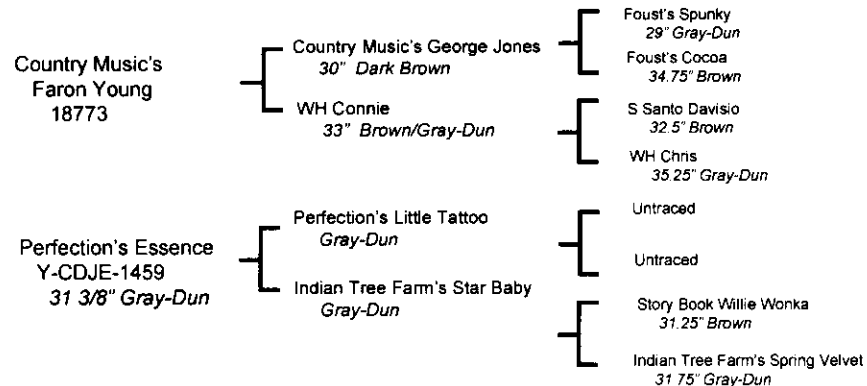 Country Music's
Faron Young
18773
Country Music's George Jones
30" Dark Brown
WH Connie
33" Brown/Gray-Dun
Foust's Spunky
29" Gray-Dun
Foust's Cocoa
34.75" Brown
S Santo Davisio
32.5" Brown
WH Chris
35.25" Gray-Dun
Perfection's Essence
Y-CDJE-1459
31 3/8" Gray-Dun
Perfection's Little Tattoo
Gray-Dun
Indian Tree Farm's Star Baby
Gray-Dun
Untraced
Untraced
Story Book Willie Wonka
31.25" Brown
Indian Tree Farm's Spring Velvet
31 75" Gray-Dun